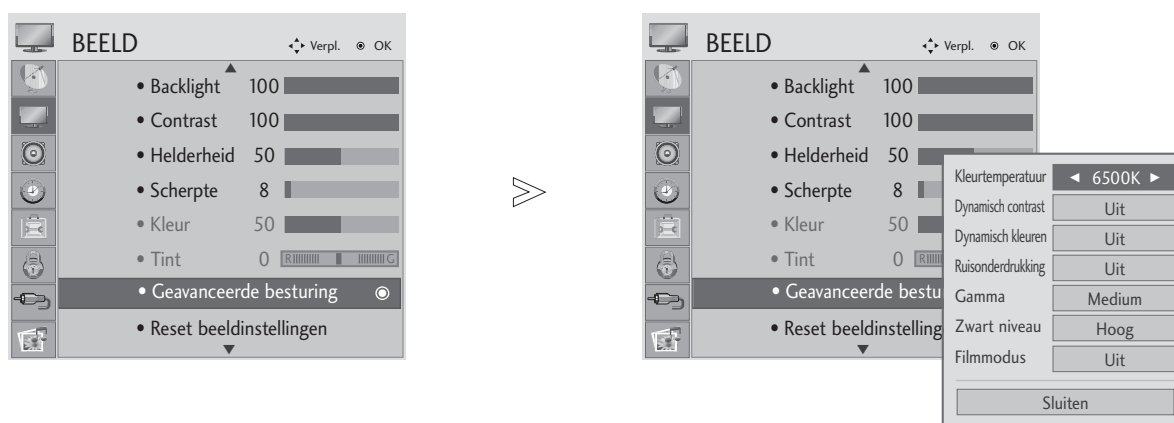 BEELD
Verpl. OK
• Backlight 100
• Contrast 100
• Helderheid 50
• Scherpte 8
• Kleur 50
• Tint 0 R G
• Geavanceerde besturing
• Reset beeldinstellingen
BEELD
Verpl. OK
• Backlight 100
• Contrast 100
• Helderheid 50
• Scherpte 8
• Kleur 50
• Tint 0 R
• Geavanceerde bestu
• Reset beeldinstelling
Kleurtemperatuur ◄ 6500K ►
Dynamisch contrast Uit
Dynamisch kleuren Uit
Ruisonderdrukking Uit
Gamma Medium
Zwart niveau Hoog
Filmmodus Uit
Sluiten